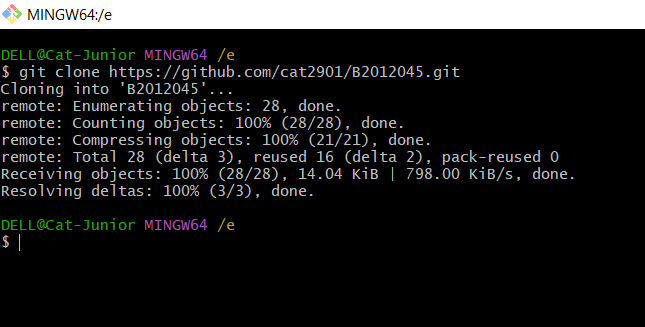 MINGW64:/e
DELL@Cat-Junior MINGW64 /e
$ git clone https://github.com/cat2901/B2012045.git
Cloning into 'B2012045'...
remote: Enumerating objects: 28, done.
remote: Counting objects: 100% (28/28), done.
remote: Compressing objects: 100% (21/21), done.
remote: Total 28 (delta 3), reused 16 (delta 2), pack-reused 0
Receiving objects: 100% (28/28), 14.04 KiB | 798.00 KiB/s, done.
Resolving deltas: 100% (3/3), done.
DELL@Cat-Junior MINGW64 /e
$